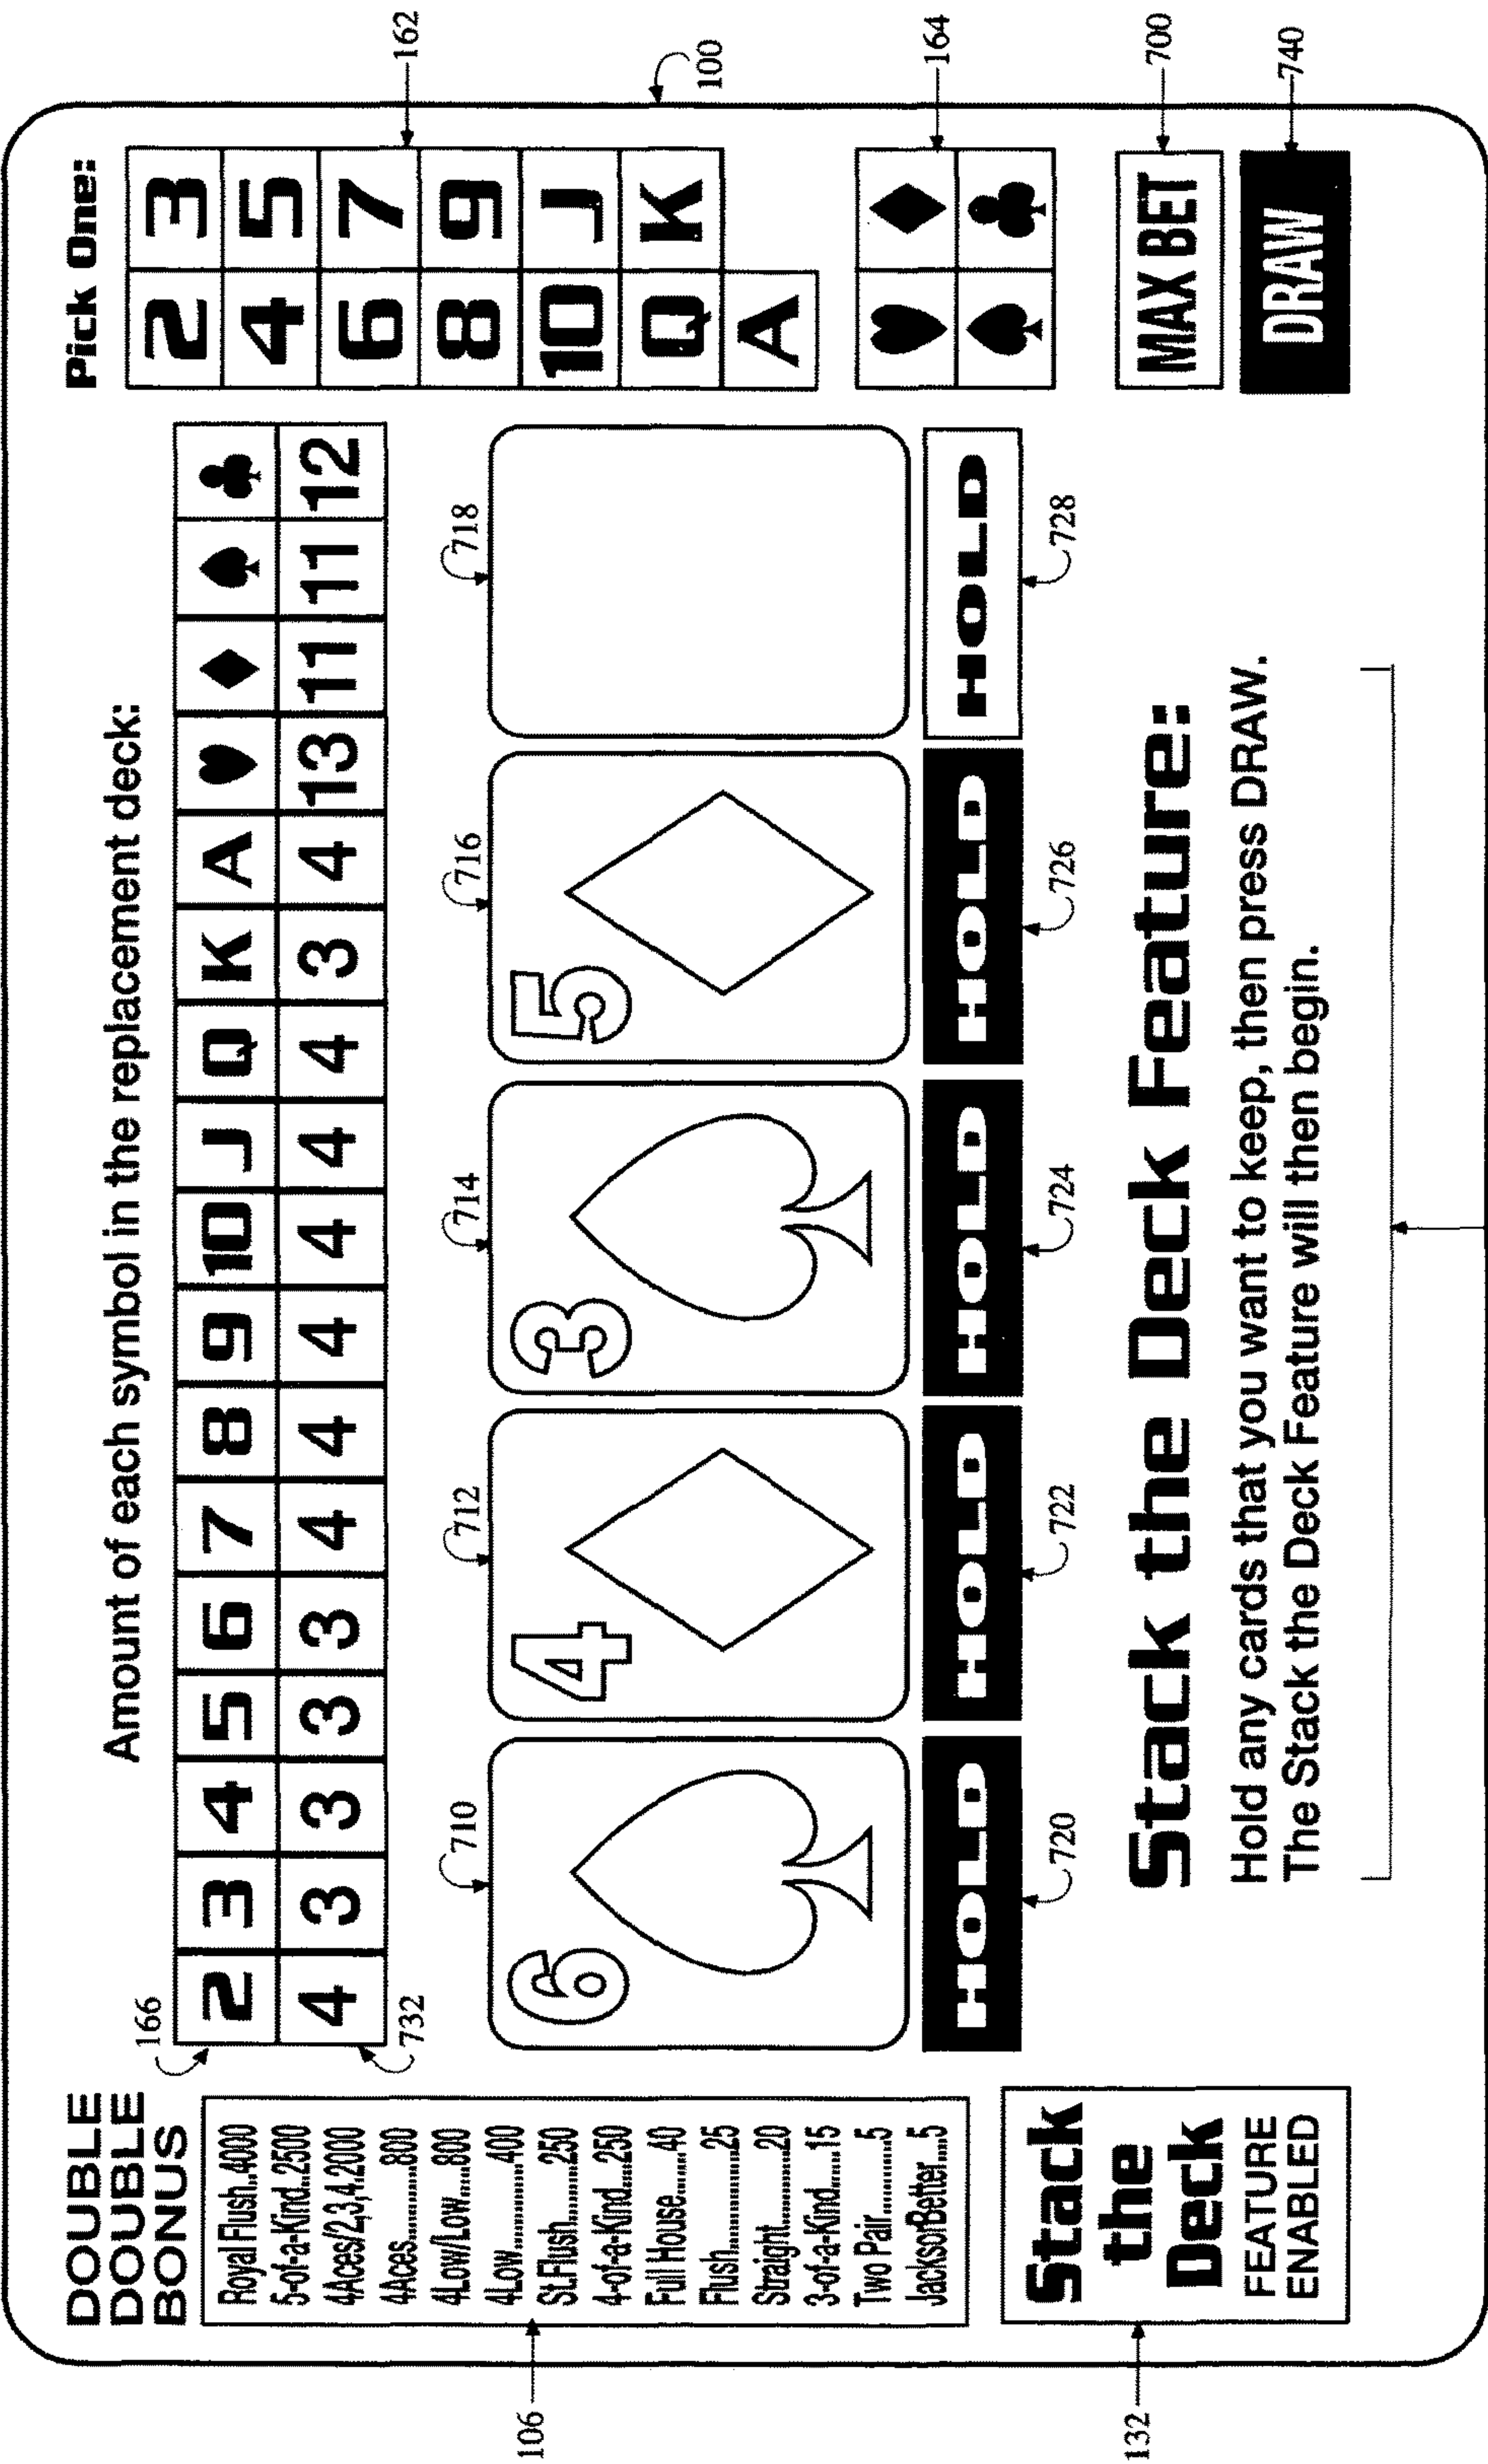 DOUBLE
DOUBLE
BONUS
Royal Flush..4000
5-of-a-Kind...2500
4Aces/2,3,4.2000
4Aces............800
4Low/Low....800
4Low.............400
St.Flush.........250
4-of-a-Kind...250
Full House.....40
Flush..............25
Straight..........20
3-of-a-Kind....15
Two Pair.........5
JacksorBetter....5
106
Stack
the
Deck
FEATURE
ENABLED
132
Amount of each symbol in the replacement deck:
166
2 3 4 5 6 7 8 9 10 J Q K A ♥ ♦ ♠ ♣
4 3 3 3 3 4 4 4 4 4 4 3 4 13 11 11 12
732
710 712 714 716 718
6 4 3 5
HOLD HOLD HOLD HOLD HOLD
720 722 724 726 728
Stack the Deck Feature:
Hold any cards that you want to keep, then press DRAW.
The Stack the Deck Feature will then begin.
Pick One:
2 3
4 5
6 7
8 9
10 J
Q K
A
162
100
♥ ♦
♠ ♣
164
MAX BET
700
DRAW
740